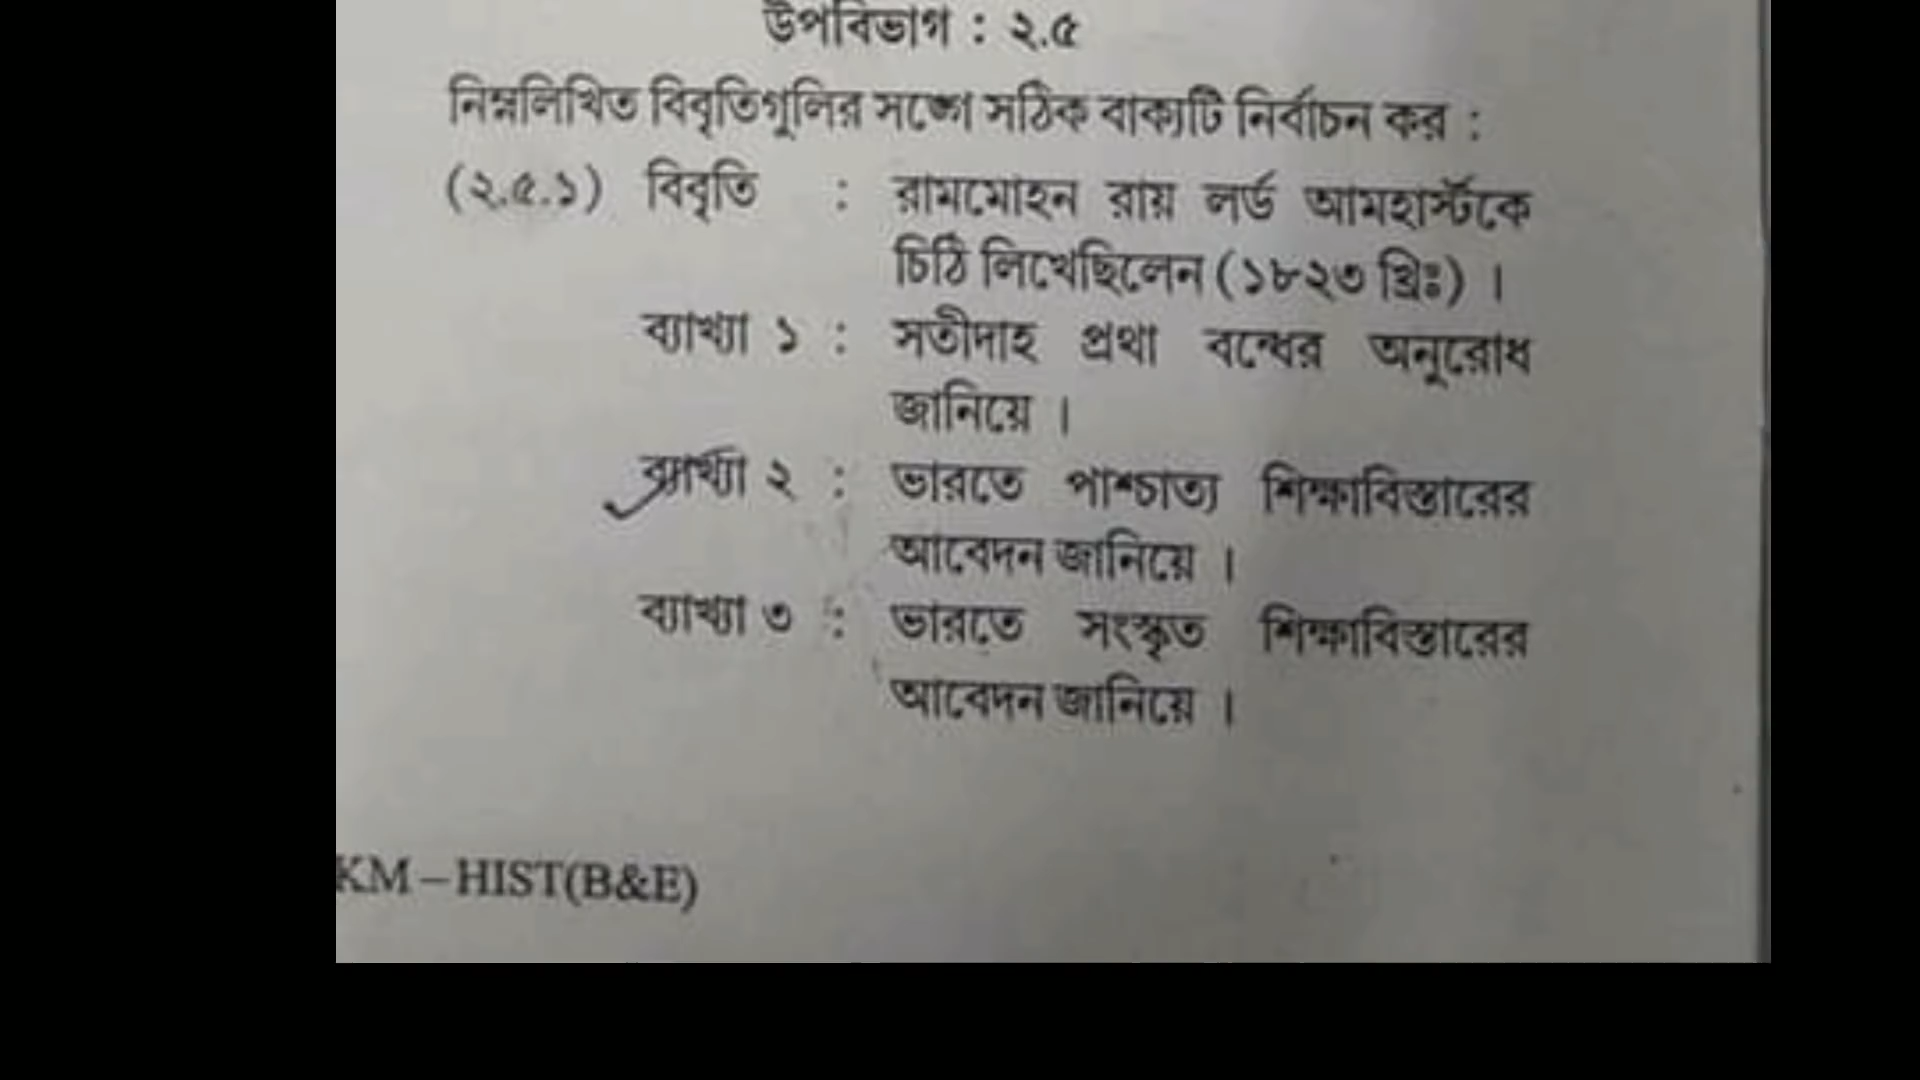 উপবিভাগ : ২.৫
নিম্নলিখিত বিবৃতিগুলির সঙ্গে সঠিক বাক্যটি নির্বাচন কর :
(২.৫.১) বিবৃতি : রামমোহন রায় লর্ড আমহার্স্টকে
চিঠি লিখেছিলেন (১৮২৩ খ্রিঃ) ।
ব্যাখ্যা ১ : সতীদাহ প্রথা বন্ধের অনুরোধ
জানিয়ে ।
ব্যাখ্যা ২ : ভারতে পাশ্চাত্য শিক্ষাবিস্তারের
আবেদন জানিয়ে ।
ব্যাখ্যা ৩ : ভারতে সংস্কৃত শিক্ষাবিস্তারের
আবেদন জানিয়ে ।
KM – HIST(B&E)